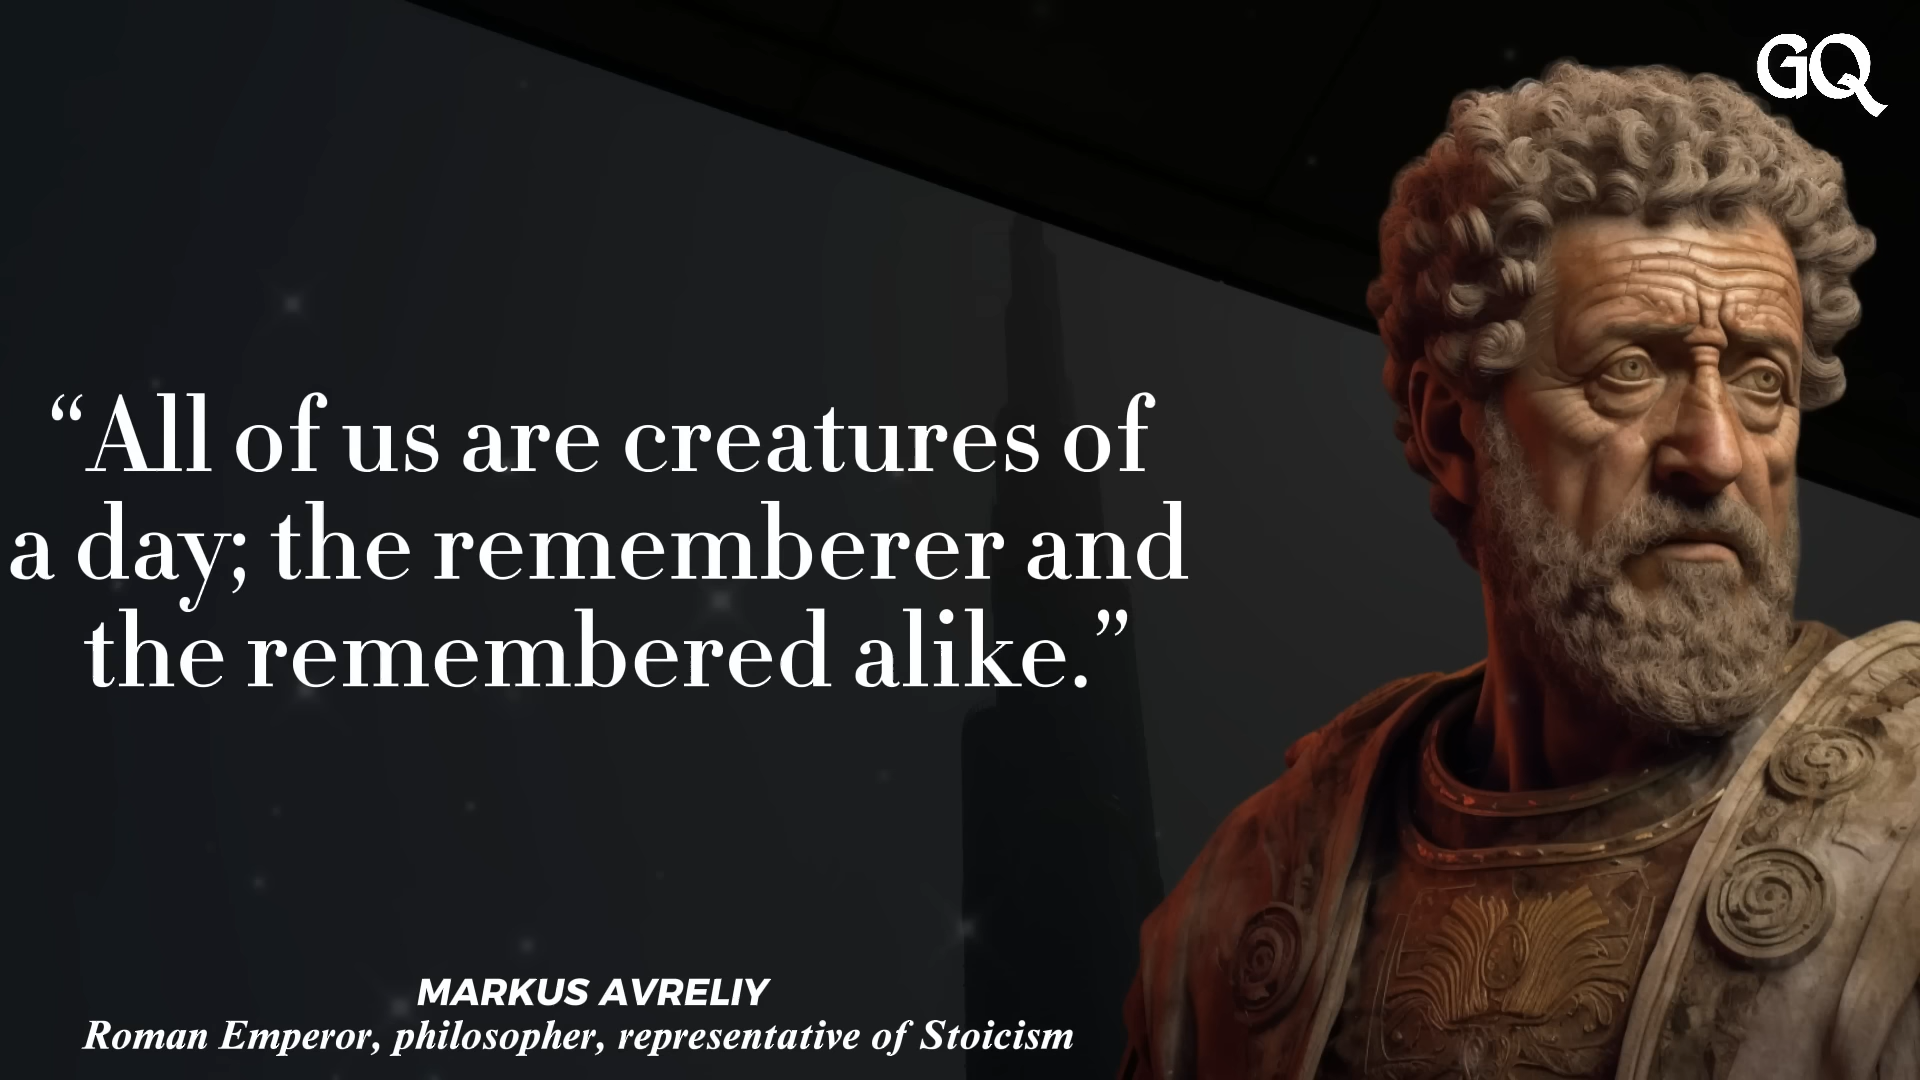 GQ
“All of us are creatures of
a day; the rememberer and
the remembered alike.”
MARKUS AVRELIY
Roman Emperor, philosopher, representative of Stoicism